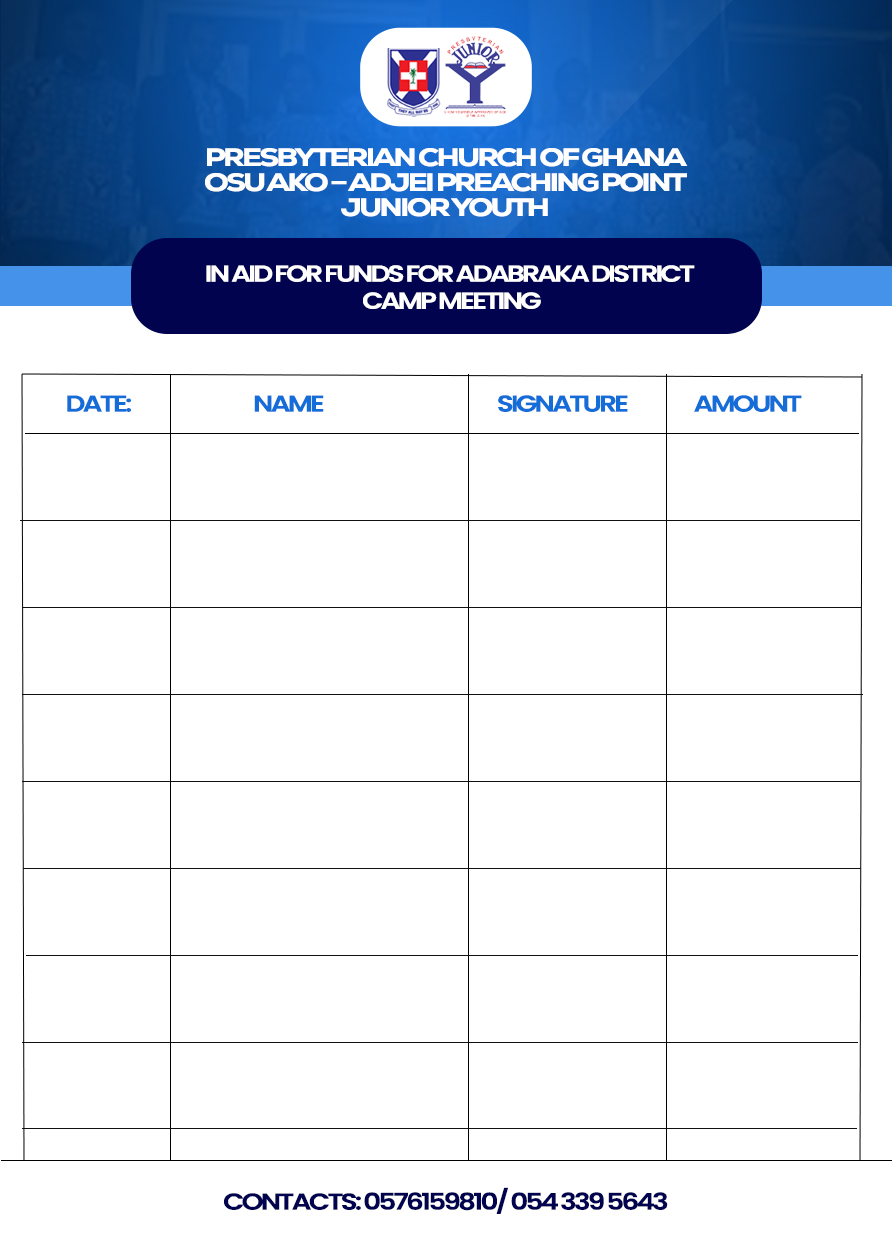 PRESBYTERIAN
JUNIOR
PRESBYTERIAN CHURCH OF GHANA
OSU AKO – ADJEI PREACHING POINT
JUNIOR YOUTH
IN AID FOR FUNDS FOR ADABRAKA DISTRICT
CAMP MEETING
DATE: NAME SIGNATURE AMOUNT
CONTACTS: 0576159810/ 054 339 5643